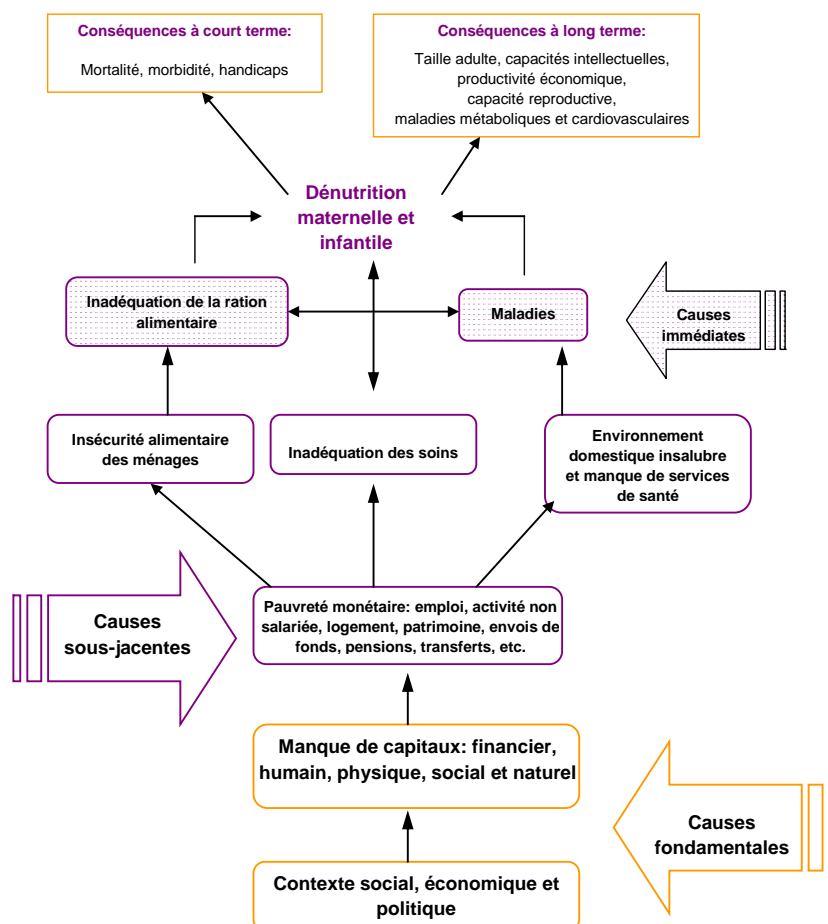 Conséquences à court terme:
Mortalité, morbidité, handicaps
Conséquences à long terme:
Taille adulte, capacités intellectuelles,
productivité économique,
capacité reproductive,
maladies métaboliques et cardiovasculaires
Dénutrition
maternelle et
infantile
Inadéquation de la ration
alimentaire
Maladies
Causes
immédiates
Insécurité alimentaire
des ménages
Inadéquation des soins
Environnement
domestique insalubre
et manque de services
de santé
Causes
sous-jacentes
Pauvreté monétaire: emploi, activité non
salariée, logement, patrimoine, envois de
fonds, pensions, transferts, etc.
Manque de capitaux: financier,
humain, physique, social et naturel
Causes
fondamentales
Contexte social, économique et
politique